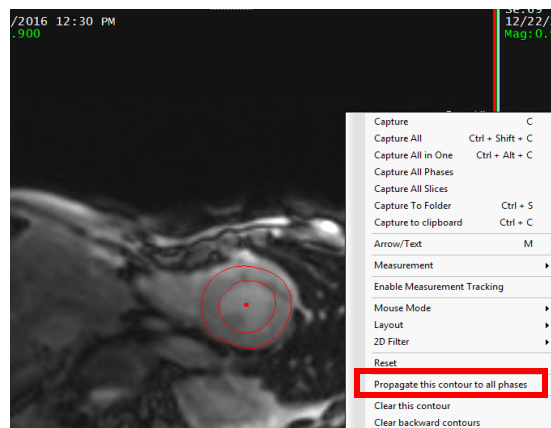 /2016 12:30 PM
.900
12/22/
Mag:0.
Capture C
Capture All Ctrl + Shift + C
Capture All in One Ctrl + Alt + C
Capture All Phases
Capture All Slices
Capture To Folder Ctrl + S
Capture to clipboard Ctrl + C
Arrow/Text M
Measurement
Enable Measurement Tracking
Mouse Mode
Layout
2D Filter
Reset
Propagate this contour to all phases
Clear this contour
Clear backward contours